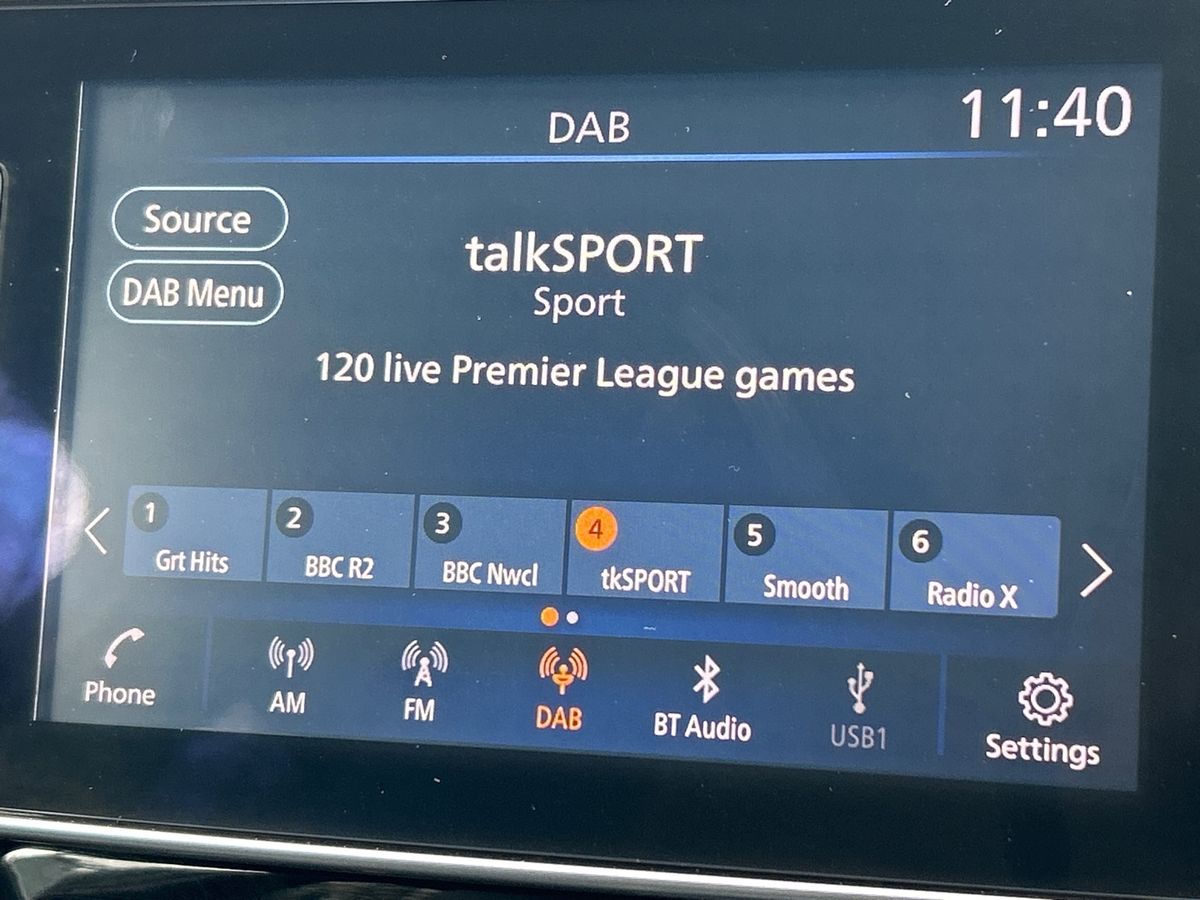 DAB
11:40
Source
DAB Menu
talkSPORT
Sport
120 live Premier League games
1
Grt Hits
2
BBC R2
3
BBC Nwcl
4
tkSPORT
5
Smooth
6
Radio X
Phone
AM
FM
DAB
BT Audio
USB1
Settings